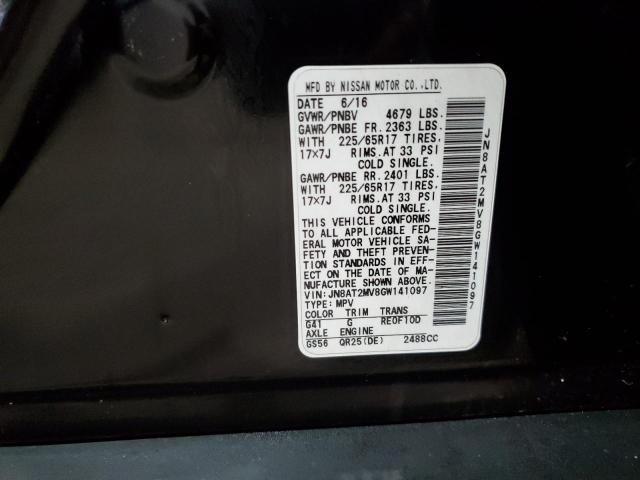 MFD BY NISSAN MOTOR CO.,LTD.
DATE 6/16
GVWR/PNBV 4679 LBS.
GAWR/PNBE FR. 2363 LBS.
WITH 225/65R17 TIRES,
17×7J RIMS.AT 33 PSI
COLD SINGLE.
GAWR/PNBE RR. 2401 LBS.
WITH 225/65R17 TIRES,
17×7J RIMS.AT 33 PSI
COLD SINGLE.
THIS VEHICLE CONFORMS
TO ALL APPLICABLE FED-
ERAL MOTOR VEHICLE SA-
FETY AND THEFT PREVEN-
TION STANDARDS IN EFF-
ECT ON THE DATE OF MA-
NUFACTURE SHOWN ABOVE.
VIN:JN8AT2MV8GW141097
TYPE:MPV
COLOR TRIM TRANS
G41 G RE0F10D
AXLE ENGINE
GS56 QR25(DE) 2488CC
JN8AT2MV8GW141097